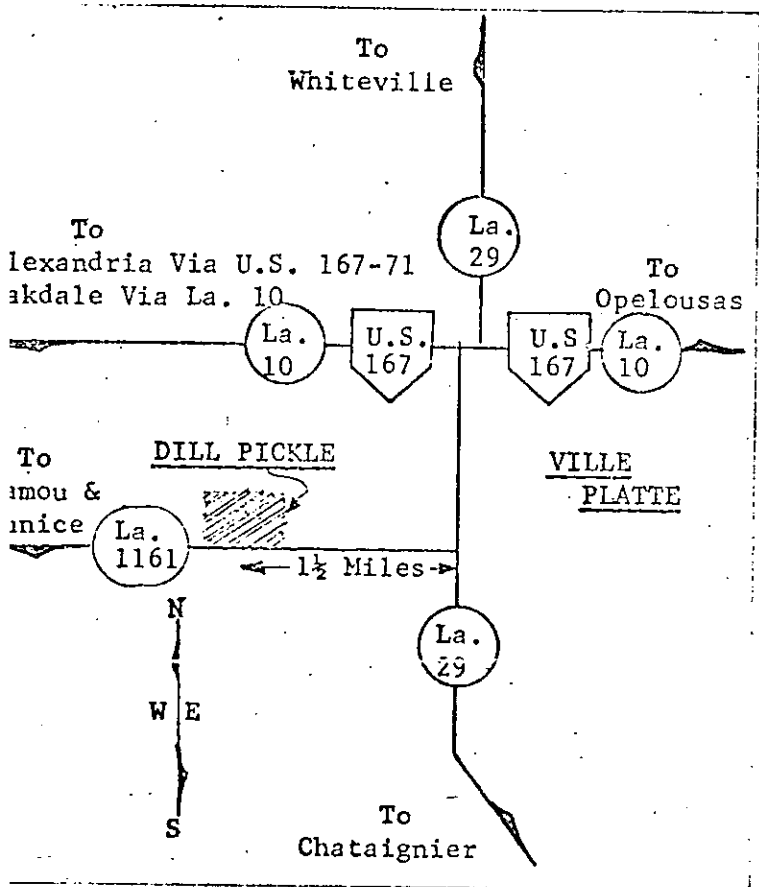 To
Whiteville
La.
29
To
lexandria Via U.S. 167-71
akdale Via La. 10
To
Opelousas
La.
10
U.S.
167
U.S
167
La.
10
To
amou &
unice
DILL PICKLE
VILLE
PLATTE
La.
1161
1½ Miles
N
W E
S
La.
29
To
Chataignier